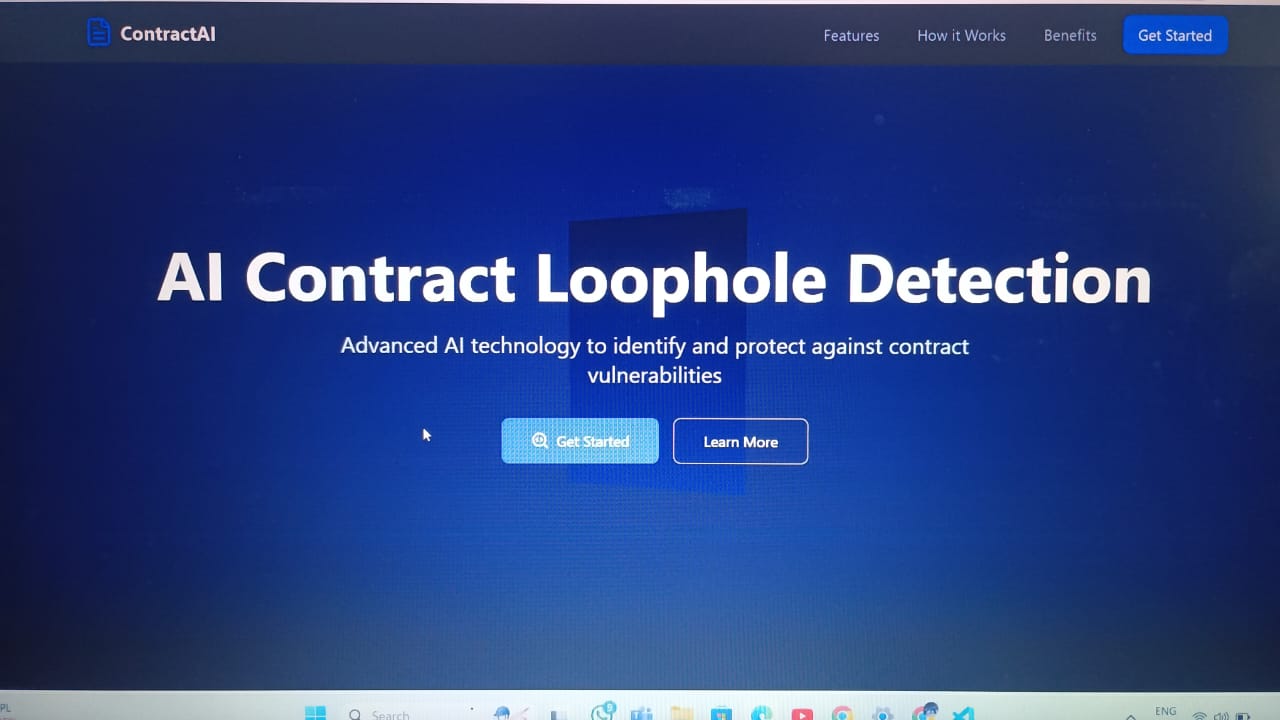 ContractAI
Features
How it Works
Benefits
Get Started
AI Contract Loophole Detection
Advanced AI technology to identify and protect against contract
vulnerabilities
Get Started
Learn More
PL
Search
ENG